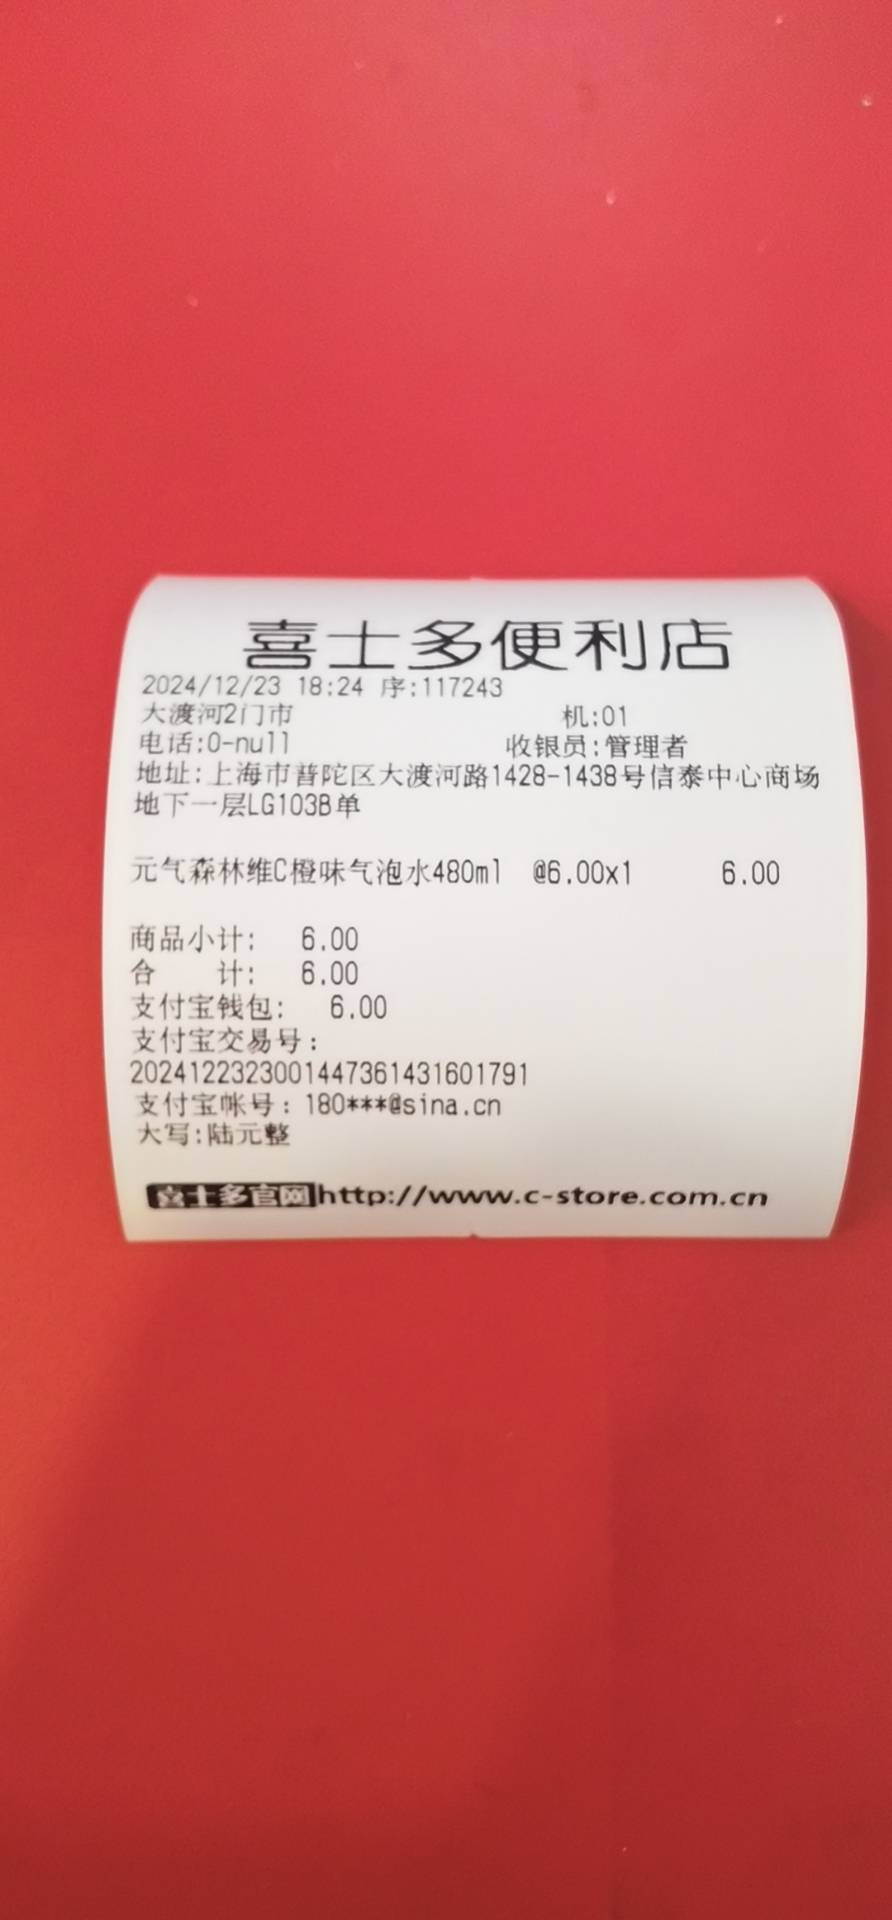 喜士多便利店
2024/12/23 18:24 序:117243
大渡河2门市 机:01
电话:0-null 收银员:管理者
地址:上海市普陀区大渡河路1428-1438号信泰中心商场
地下一层LG103B单
元气森林维C橙味气泡水480ml @6.00x1 6.00
商品小计: 6.00
合 计: 6.00
支付宝钱包: 6.00
支付宝交易号:
2024122323001447361431601791
支付宝帐号:180***@sina.cn
大写:陆元整
喜士多官网http://www.c-store.com.cn